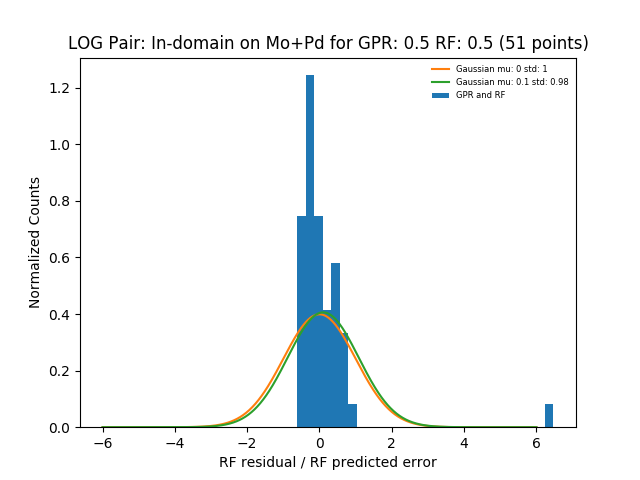 LOG Pair: In-domain on Mo+Pd for GPR: 0.5 RF: 0.5 (51 points)
Gaussian mu: 0 std: 1
Gaussian mu: 0.1 std: 0.98
GPR and RF
Normalized Counts
1.2
1.0
0.8
0.6
0.4
0.2
0.0
−6 −4 −2 0 2 4 6
RF residual / RF predicted error